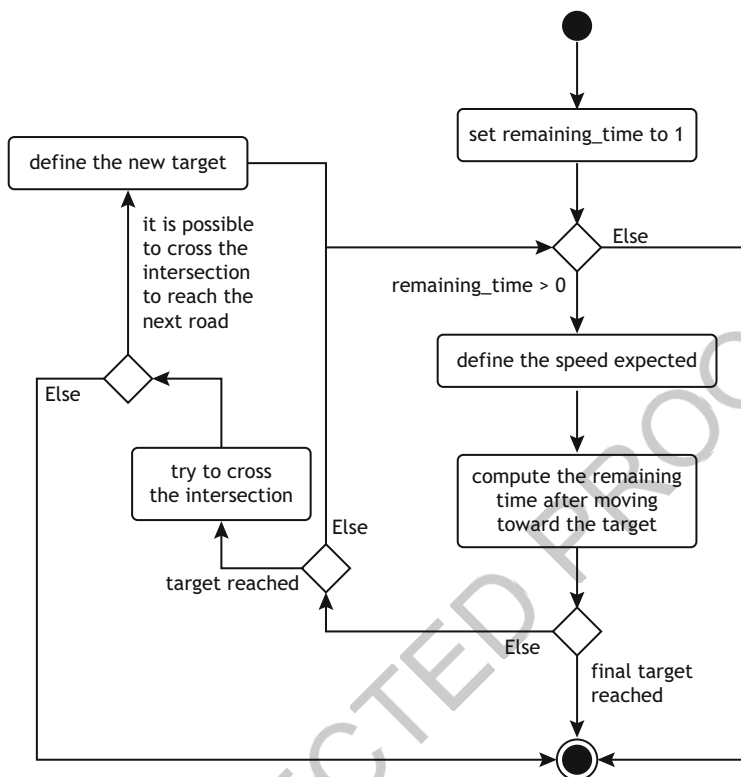 set remaining_time to 1
define the new target
it is possible
to cross the
intersection
to reach the
next road
Else
remaining_time > 0
define the speed expected
Else
try to cross
the intersection
compute the remaining
time after moving
toward the target
Else
target reached
Else
final target
reached
ECTED PROO